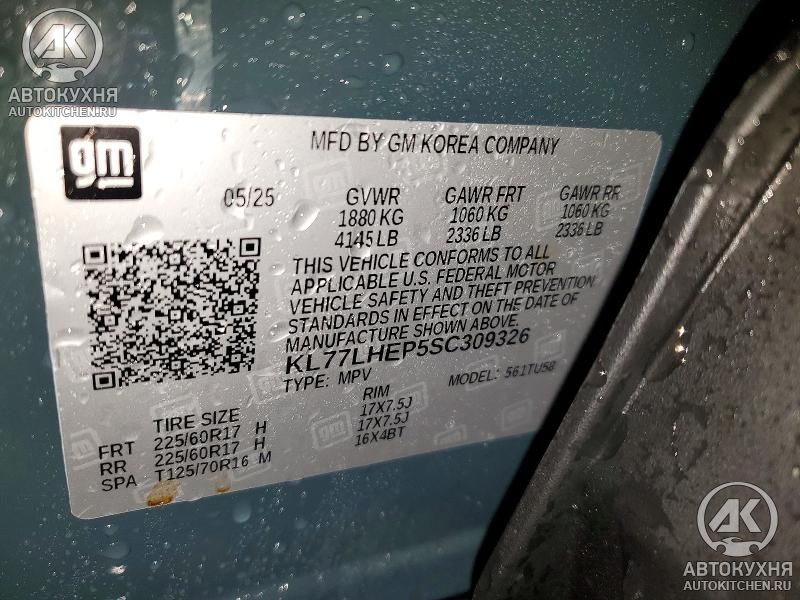 AK
АВТОКУХНЯ
AUTOKITCHEN.RU
gm
MFD BY GM KOREA COMPANY
05/25 GVWR GAWR FRT GAWR RR
1880 KG 1060 KG 1060 KG
4145 LB 2336 LB 2336 LB
THIS VEHICLE CONFORMS TO ALL
APPLICABLE U.S. FEDERAL MOTOR
VEHICLE SAFETY AND THEFT PREVENTION
STANDARDS IN EFFECT ON THE DATE OF
MANUFACTURE SHOWN ABOVE.
KL77LHEP5SC309326
TYPE: MPV MODEL: 561TU58
TIRE SIZE RIM
FRT 225/60R17 H 17X7.5J
RR 225/60R17 H 17X7.5J
SPA T125/70R16 M 16X4BT
AK
АВТОКУХНЯ
AUTOKITCHEN.RU